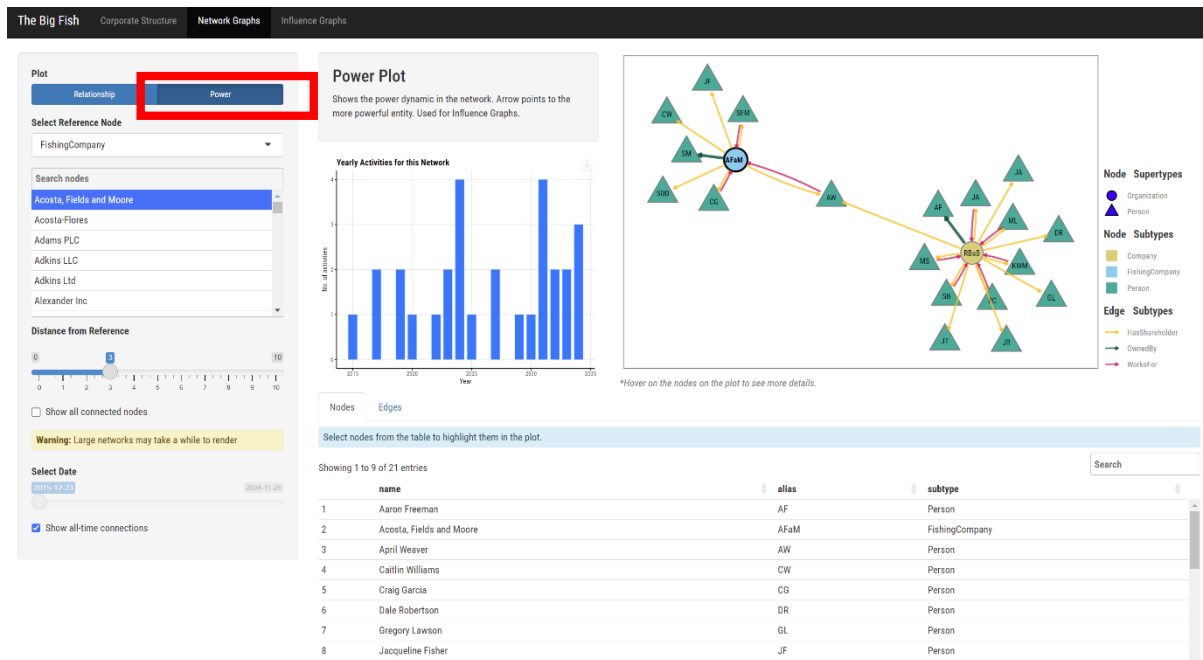 The Big Fish Corporate Structure Network Graphs Influence Graphs
Plot
Relationship Power
Select Reference Node
FishingCompany
Search nodes
Acosta, Fields and Moore
Acosta-Flores
Adams PLC
Adkins LLC
Adkins Ltd
Alexander Inc
Distance from Reference
0 3 10
0 1 2 3 4 5 6 7 8 9 10
Show all connected nodes
Warning: Large networks may take a while to render
Select Date
2015-12-23 2034-11-25
Show all-time connections
Power Plot
Shows the power dynamic in the network. Arrow points to the
more powerful entity. Used for Influence Graphs.
Yearly Activities for this Network
No. of activities
4
3
2
1
0
2015 2020 2025 2035
Year
JF
CW
SEM
SM
AFaM
SDD
CG
AW
JA
AF
JA
ML
DR
RBaB
MS
KWM
SB
GL
JT
JR
Node Supertypes
Organization
Person
Node Subtypes
Company
FishingCompany
Person
Edge Subtypes
HasShareholder
OwnedBy
WorksFor
*Hover on the nodes on the plot to see more details.
Nodes Edges
Select nodes from the table to highlight them in the plot.
Showing 1 to 9 of 21 entries
Search
name alias subtype
1 Aaron Freeman AF Person
2 Acosta, Fields and Moore AFaM FishingCompany
3 April Weaver AW Person
4 Caitlin Williams CW Person
5 Craig Garcia CG Person
6 Dale Robertson DR Person
7 Gregory Lawson GL Person
8 Jacqueline Fisher JF Person